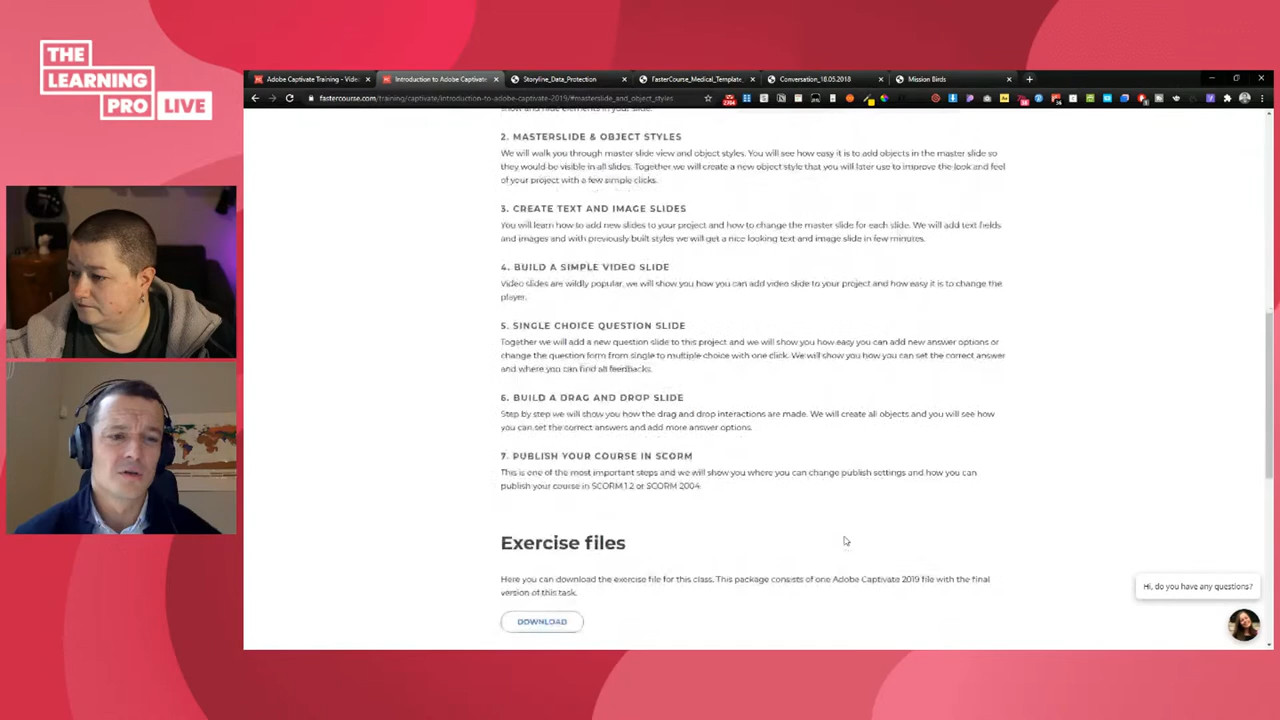 THE
LEARNING
PRO LIVE
Adobe Captivate Training - Vide
Introduction to Adobe Captivate
Storyline_Data_Protection
FasterCourse_Medical_Template_
Conversation_18.05.2018
Mission Birds
fastercourse.com/training/captivate/introduction-to-adobe-captivate-2019/#masterslide_and_object_styles
show and hide elements in your slide.
2. MASTERSLIDE & OBJECT STYLES
We will walk you through master slide view and object styles. You will see how easy it is to add objects in the master slide so
they would be visible in all slides. Together we will create a new object style that you will later use to improve the look and feel
of your project with a few simple clicks.
3. CREATE TEXT AND IMAGE SLIDES
You will learn how to add new slides to your project and how to change the master slide for each slide. We will add text fields
and images and with previously built styles we will get a nice looking text and image slide in few minutes.
4. BUILD A SIMPLE VIDEO SLIDE
Video slides are wildly popular, we will show you how you can add video slide to your project and how easy it is to change the
player.
5. SINGLE CHOICE QUESTION SLIDE
Together we will add a new question slide to this project and we will show you how easy you can add new answer options or
change the question form from single to multiple choice with one click. We will show you how you can set the correct answer
and where you can find all feedbacks.
6. BUILD A DRAG AND DROP SLIDE
Step by step we will show you how the drag and drop interactions are made. We will create all objects and you will see how
you can set the correct answers and add more answer options.
7. PUBLISH YOUR COURSE IN SCORM
This is one of the most important steps and we will show you where you can change publish settings and how you can
publish your course in SCORM 1.2 or SCORM 2004.
Exercise files
Here you can download the exercise file for this class. This package consists of one Adobe Captivate 2019 file with the final
version of this task.
DOWNLOAD
Hi, do you have any questions?